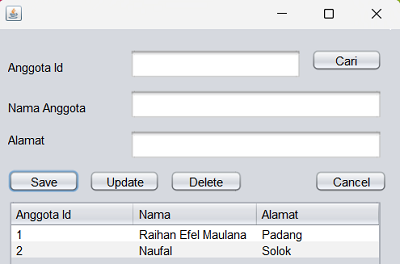 Anggota Id
Cari
Nama Anggota
Alamat
Save Update Delete Cancel
Anggota Id Nama Alamat
1 Raihan Efel Maulana Padang
2 Naufal Solok